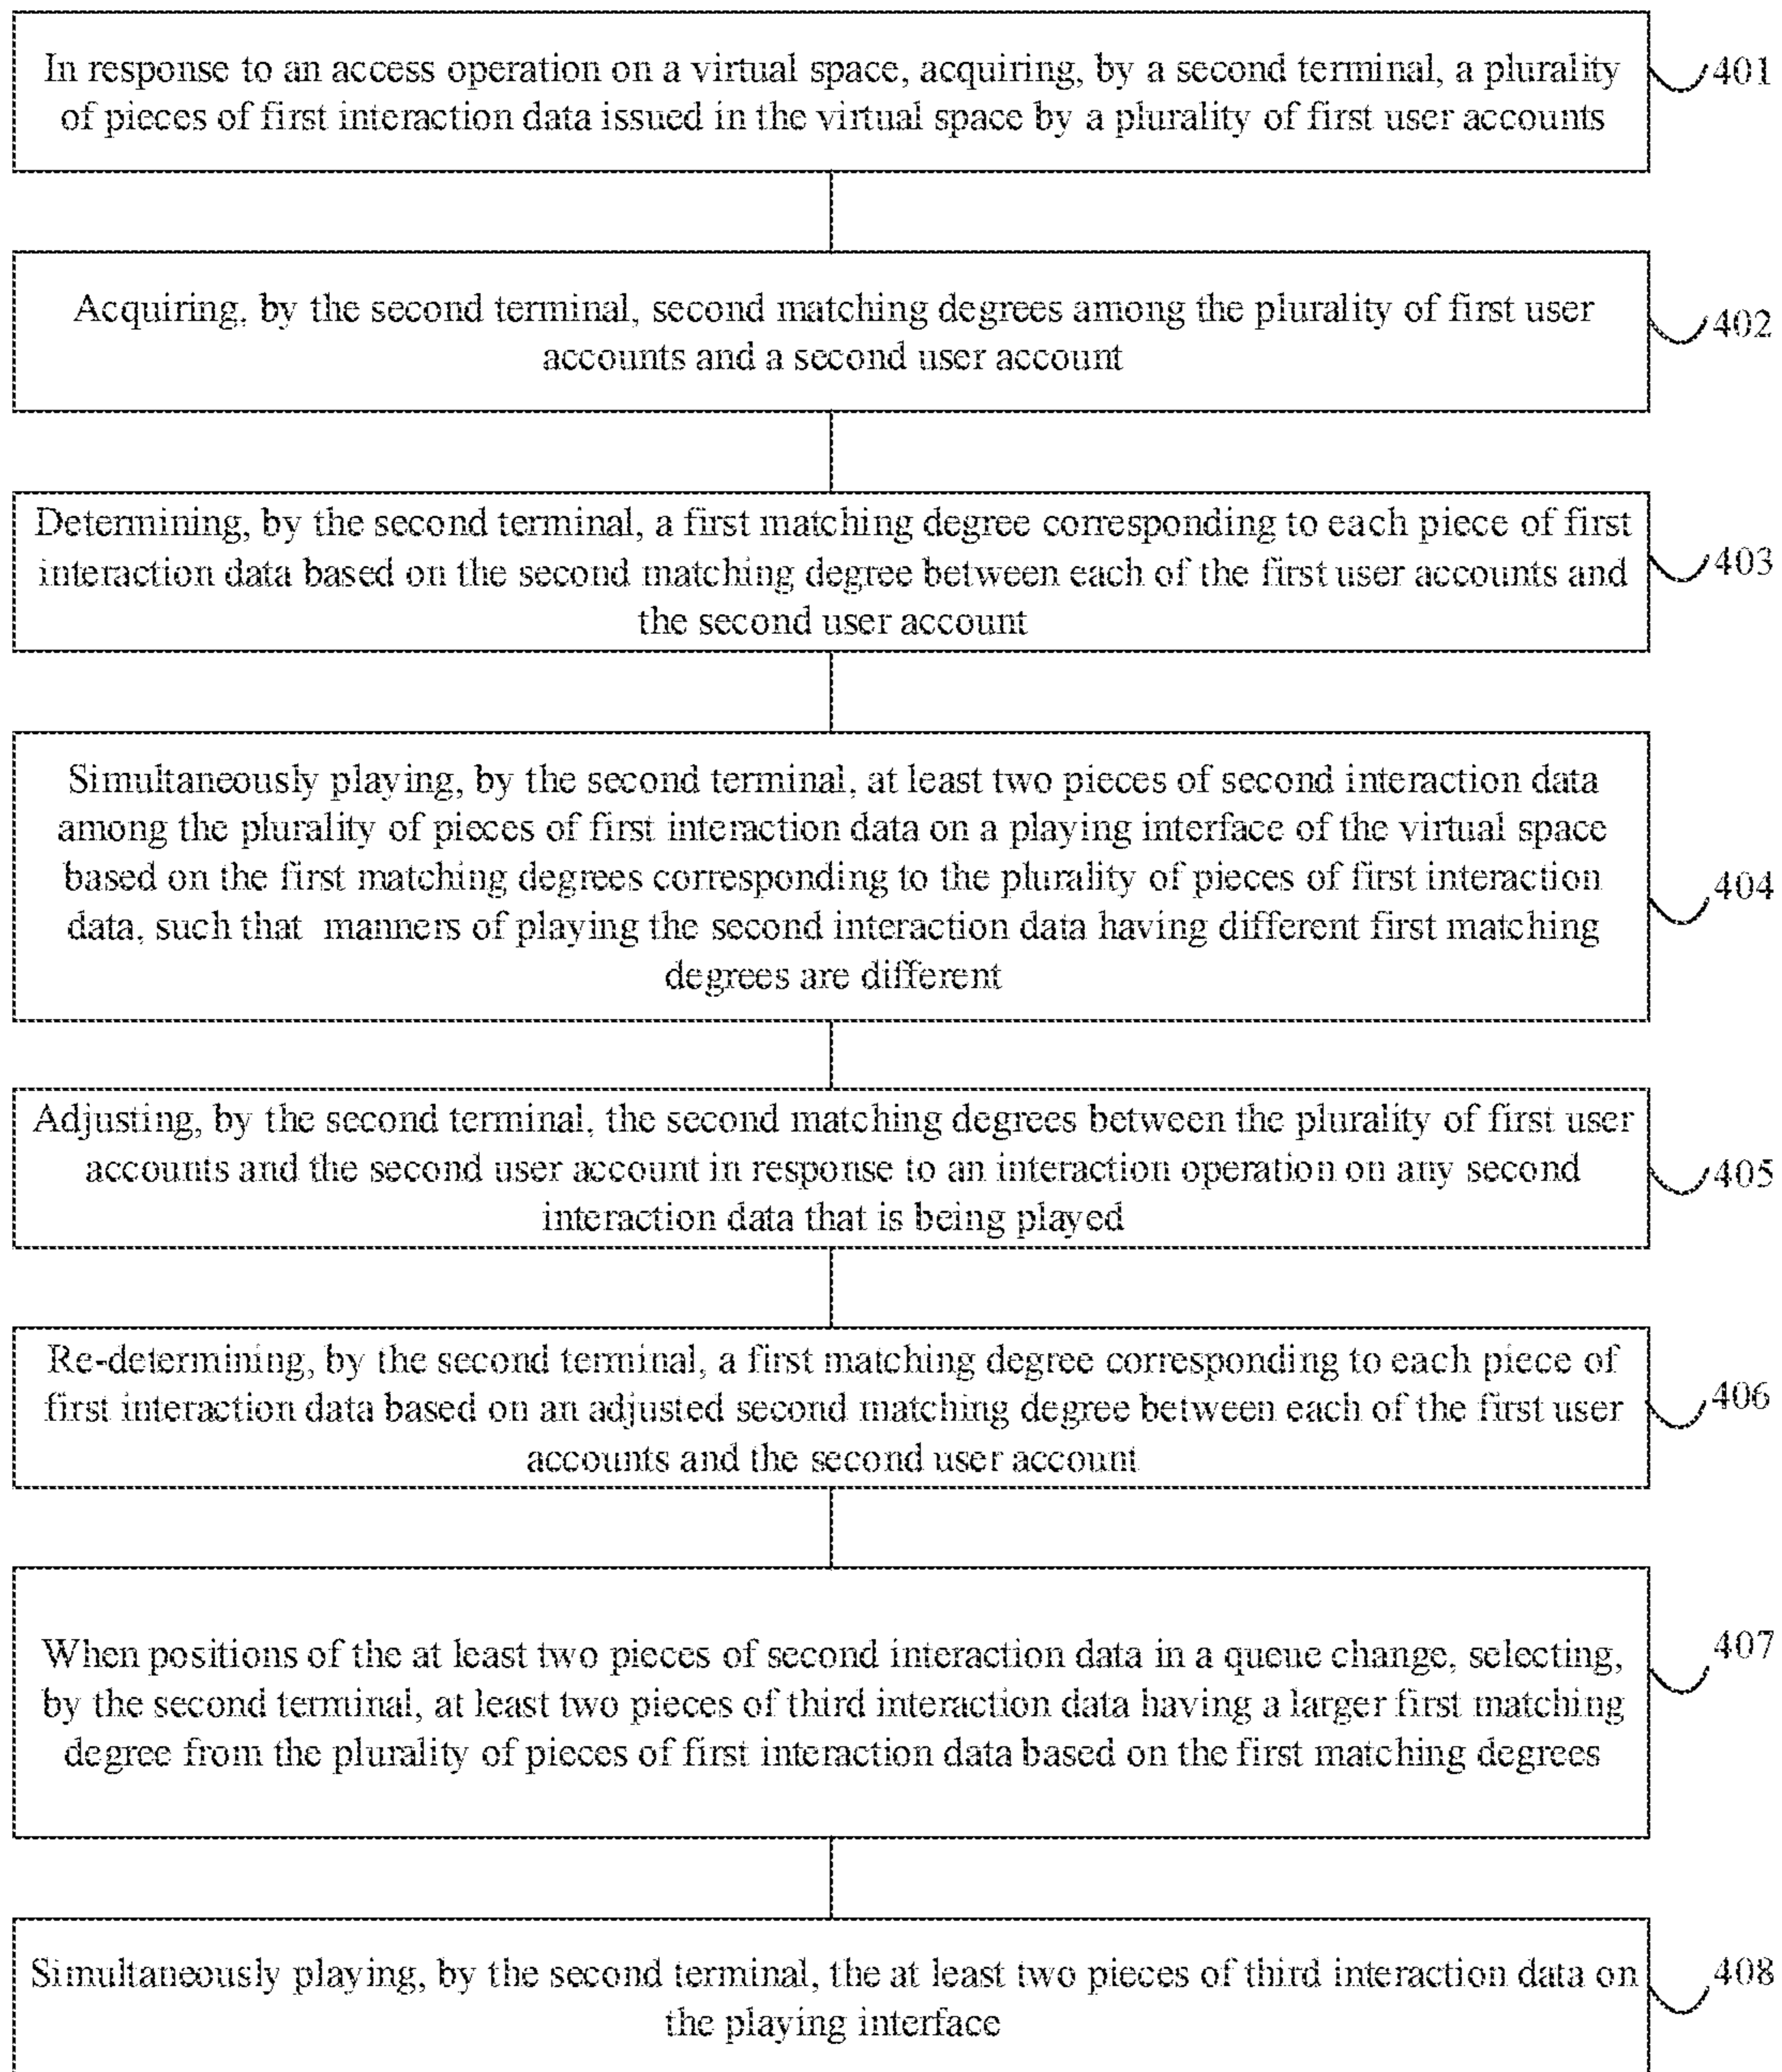 In response to an access operation on a virtual space, acquiring, by a second terminal, a plurality
of pieces of first interaction data issued in the virtual space by a plurality of first user accounts
401
Acquiring, by the second terminal, second matching degrees among the plurality of first user
accounts and a second user account
402
Determining, by the second terminal, a first matching degree corresponding to each piece of first
interaction data based on the second matching degree between each of the first user accounts and
the second user account
403
Simultaneously playing, by the second terminal, at least two pieces of second interaction data
among the plurality of pieces of first interaction data on a playing interface of the virtual space
based on the first matching degrees corresponding to the plurality of pieces of first interaction
data, such that manners of playing the second interaction data having different first matching
degrees are different
404
Adjusting, by the second terminal, the second matching degrees between the plurality of first user
accounts and the second user account in response to an interaction operation on any second
interaction data that is being played
405
Re-determining, by the second terminal, a first matching degree corresponding to each piece of
first interaction data based on an adjusted second matching degree between each of the first user
accounts and the second user account
406
When positions of the at least two pieces of second interaction data in a queue change, selecting,
by the second terminal, at least two pieces of third interaction data having a larger first matching
degree from the plurality of pieces of first interaction data based on the first matching degrees
407
Simultaneously playing, by the second terminal, the at least two pieces of third interaction data on
the playing interface
408